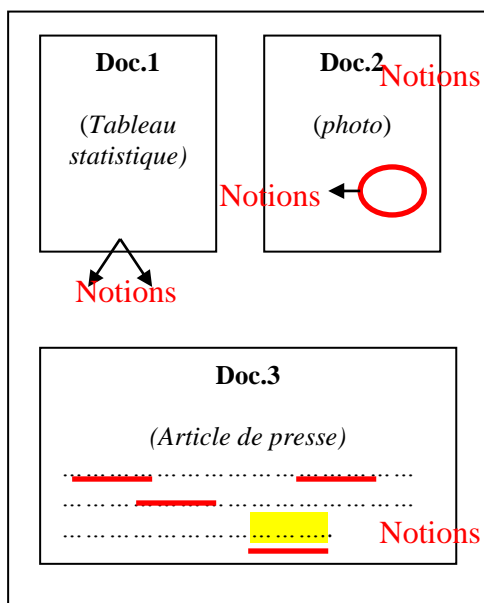 Doc.1
(Tableau
statistique)
Doc.2
Notions
(photo)
Notions
Notions
Doc.3
(Article de presse)
………………………………………
………………………………………
……………………………..
Notions